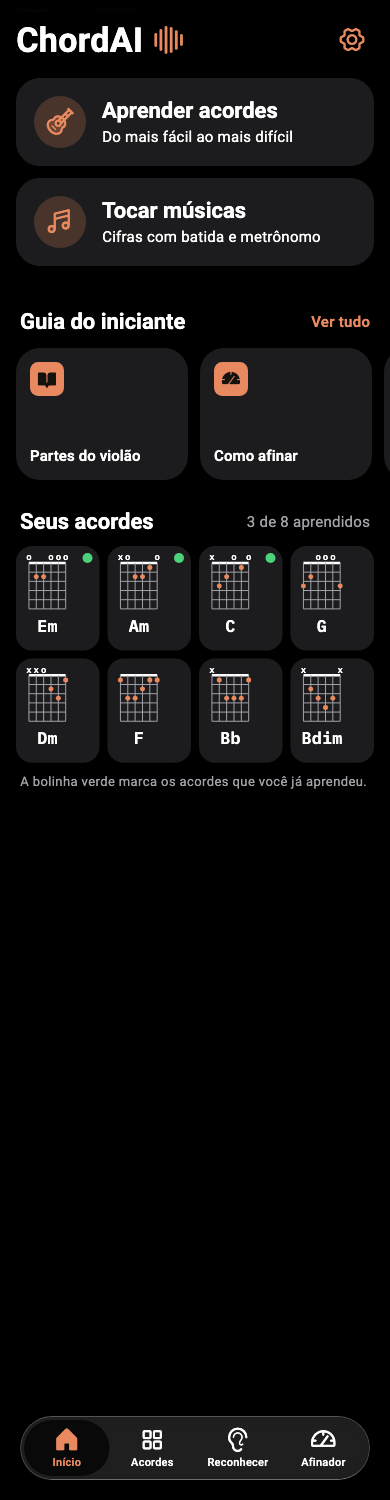 ChordAI
Aprender acordes
Do mais fácil ao mais difícil
Tocar músicas
Cifras com batida e metrônomo
Guia do iniciante
Ver tudo
Partes do violão
Como afinar
Seus acordes
3 de 8 aprendidos
o o o o
x o o
x o o
o o o
Em
Am
C
G
x x o
x
x x
Dm
F
Bb
Bdim
A bolinha verde marca os acordes que você já aprendeu.
Início
Acordes
Reconhecer
Afinador